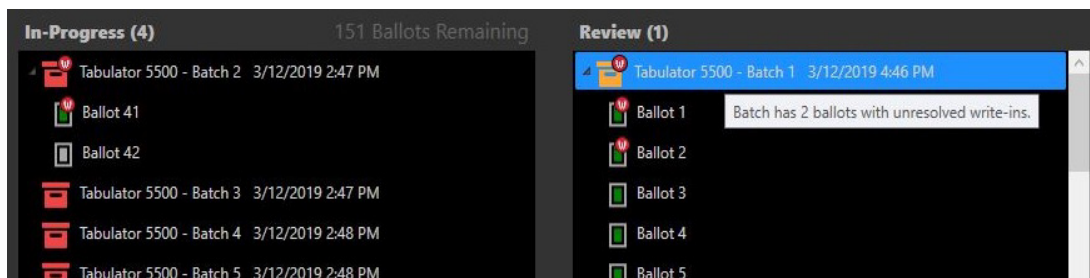 In-Progress (4)
151 Ballots Remaining
Tabulator 5500 - Batch 2 3/12/2019 2:47 PM
Ballot 41
Ballot 42
Tabulator 5500 - Batch 3 3/12/2019 2:47 PM
Tabulator 5500 - Batch 4 3/12/2019 2:48 PM
Tabulator 5500 - Batch 5 3/12/2019 2:48 PM
Review (1)
Tabulator 5500 - Batch 1 3/12/2019 4:46 PM
Batch has 2 ballots with unresolved write-ins.
Ballot 1
Ballot 2
Ballot 3
Ballot 4
Ballot 5